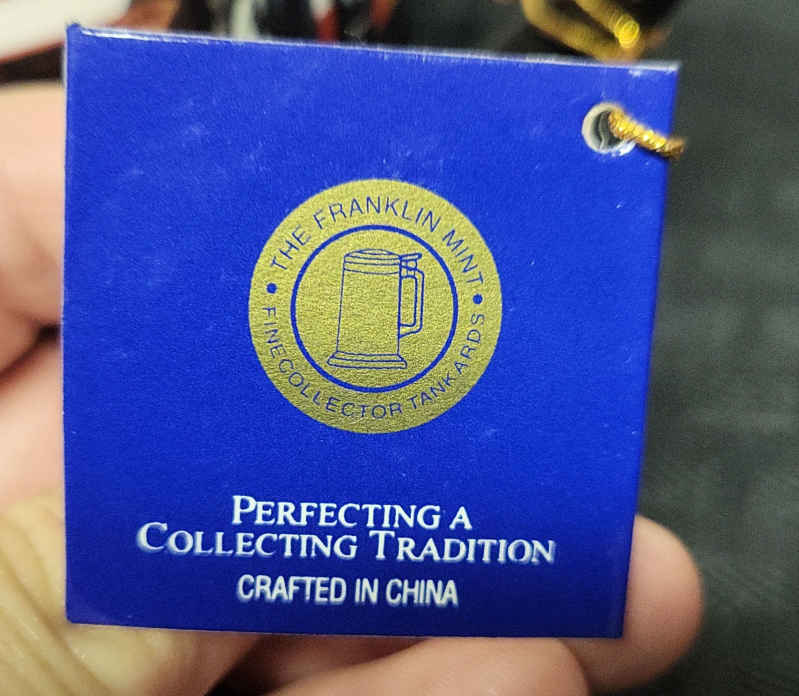 THE FRANKLIN MINT
FINE COLLECTOR TANKARDS
PERFECTING A
COLLECTING TRADITION
CRAFTED IN CHINA